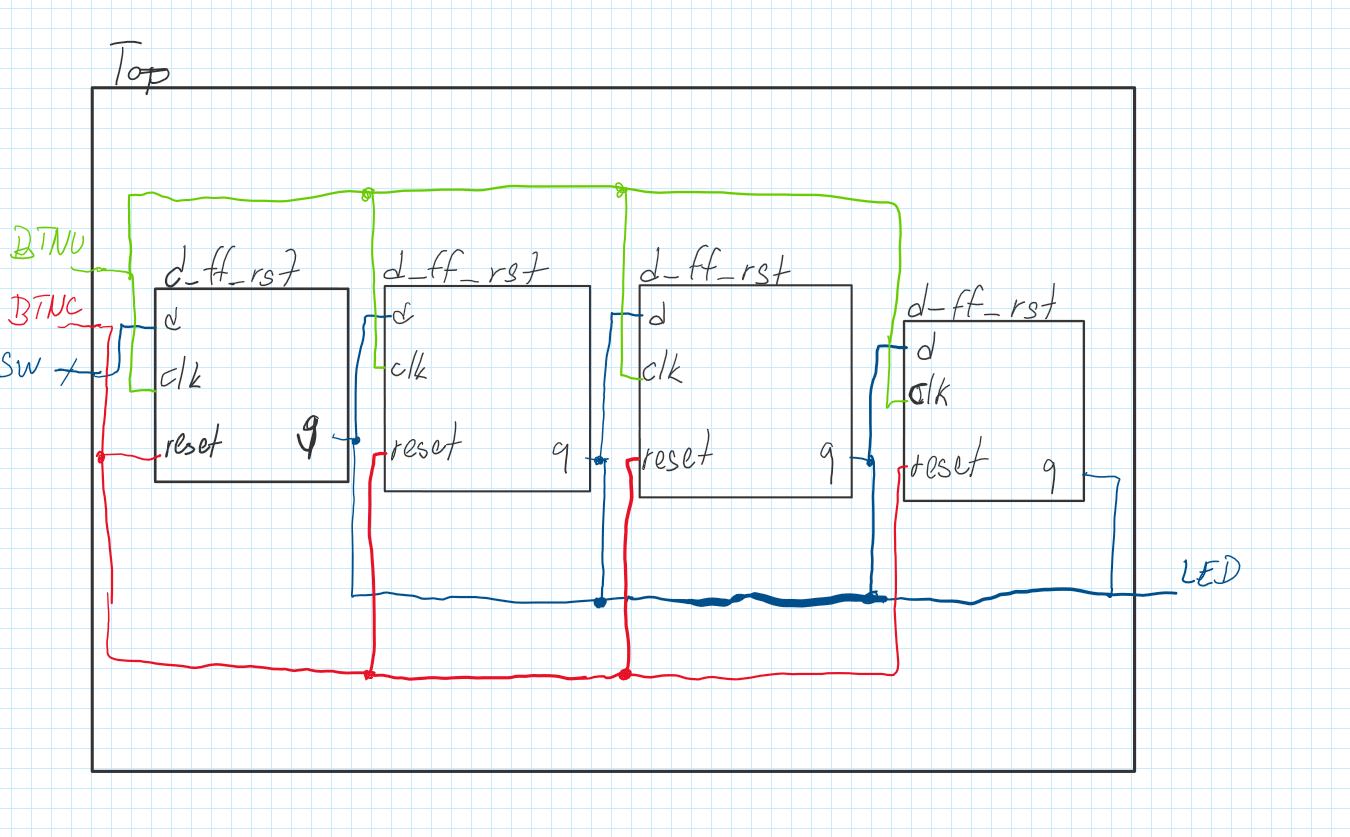 Top
BTNU
BTNC
SW
d_ff_rst
d
clk
reset
q
d_ff_rst
d
clk
reset
q
d_ff_rst
d
clk
reset
q
d_ff_rst
d
clk
reset
q
LED